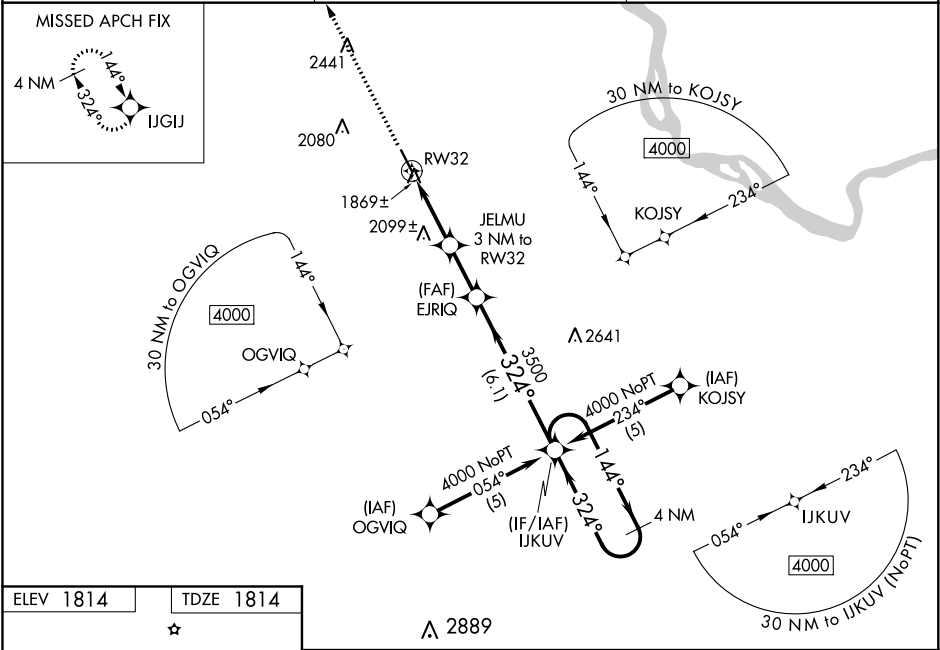 MISSED APCH FIX
4 NM
144°
324°
IJGIJ
2441
2080
RW32
1869±
2099±
JELMU
3 NM to
RW32
(FAF)
EJRIQ
30 NM to KOJSY
4000
144°
234°
KOJSY
30 NM to OGVIQ
4000
144°
OGVIQ
054°
2641
3500
324°
(6.1)
(IAF)
KOJSY
4000 NoPT
234°
(5)
4000 NoPT
054°
(5)
(IAF)
OGVIQ
(IF/IAF)
IJKUV
144°
324°
4 NM
234°
054°
IJKUV
4000
30 NM to IJKUV (NoPT)
ELEV 1814
TDZE 1814
2889